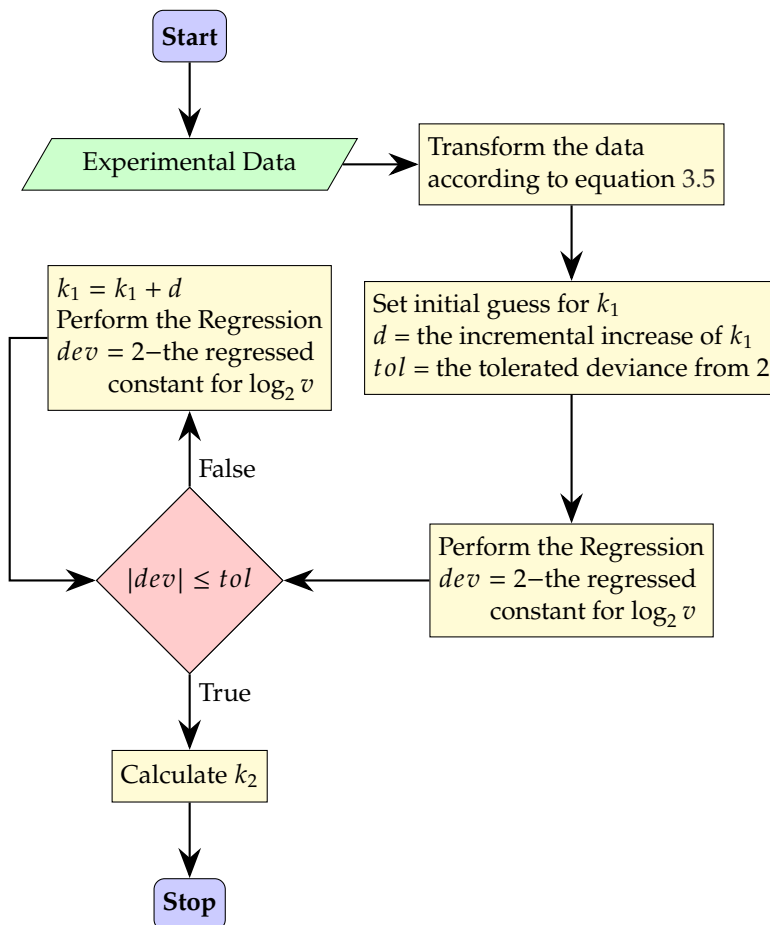 Start
Experimental Data
Transform the data
according to equation 3.5
Set initial guess for k₁
d = the incremental increase of k₁
tol = the tolerated deviance from 2
Perform the Regression
dev = 2−the regressed
constant for log₂ v
|dev| ≤ tol
False
k₁ = k₁ + d
Perform the Regression
dev = 2−the regressed
constant for log₂ v
True
Calculate k₂
Stop